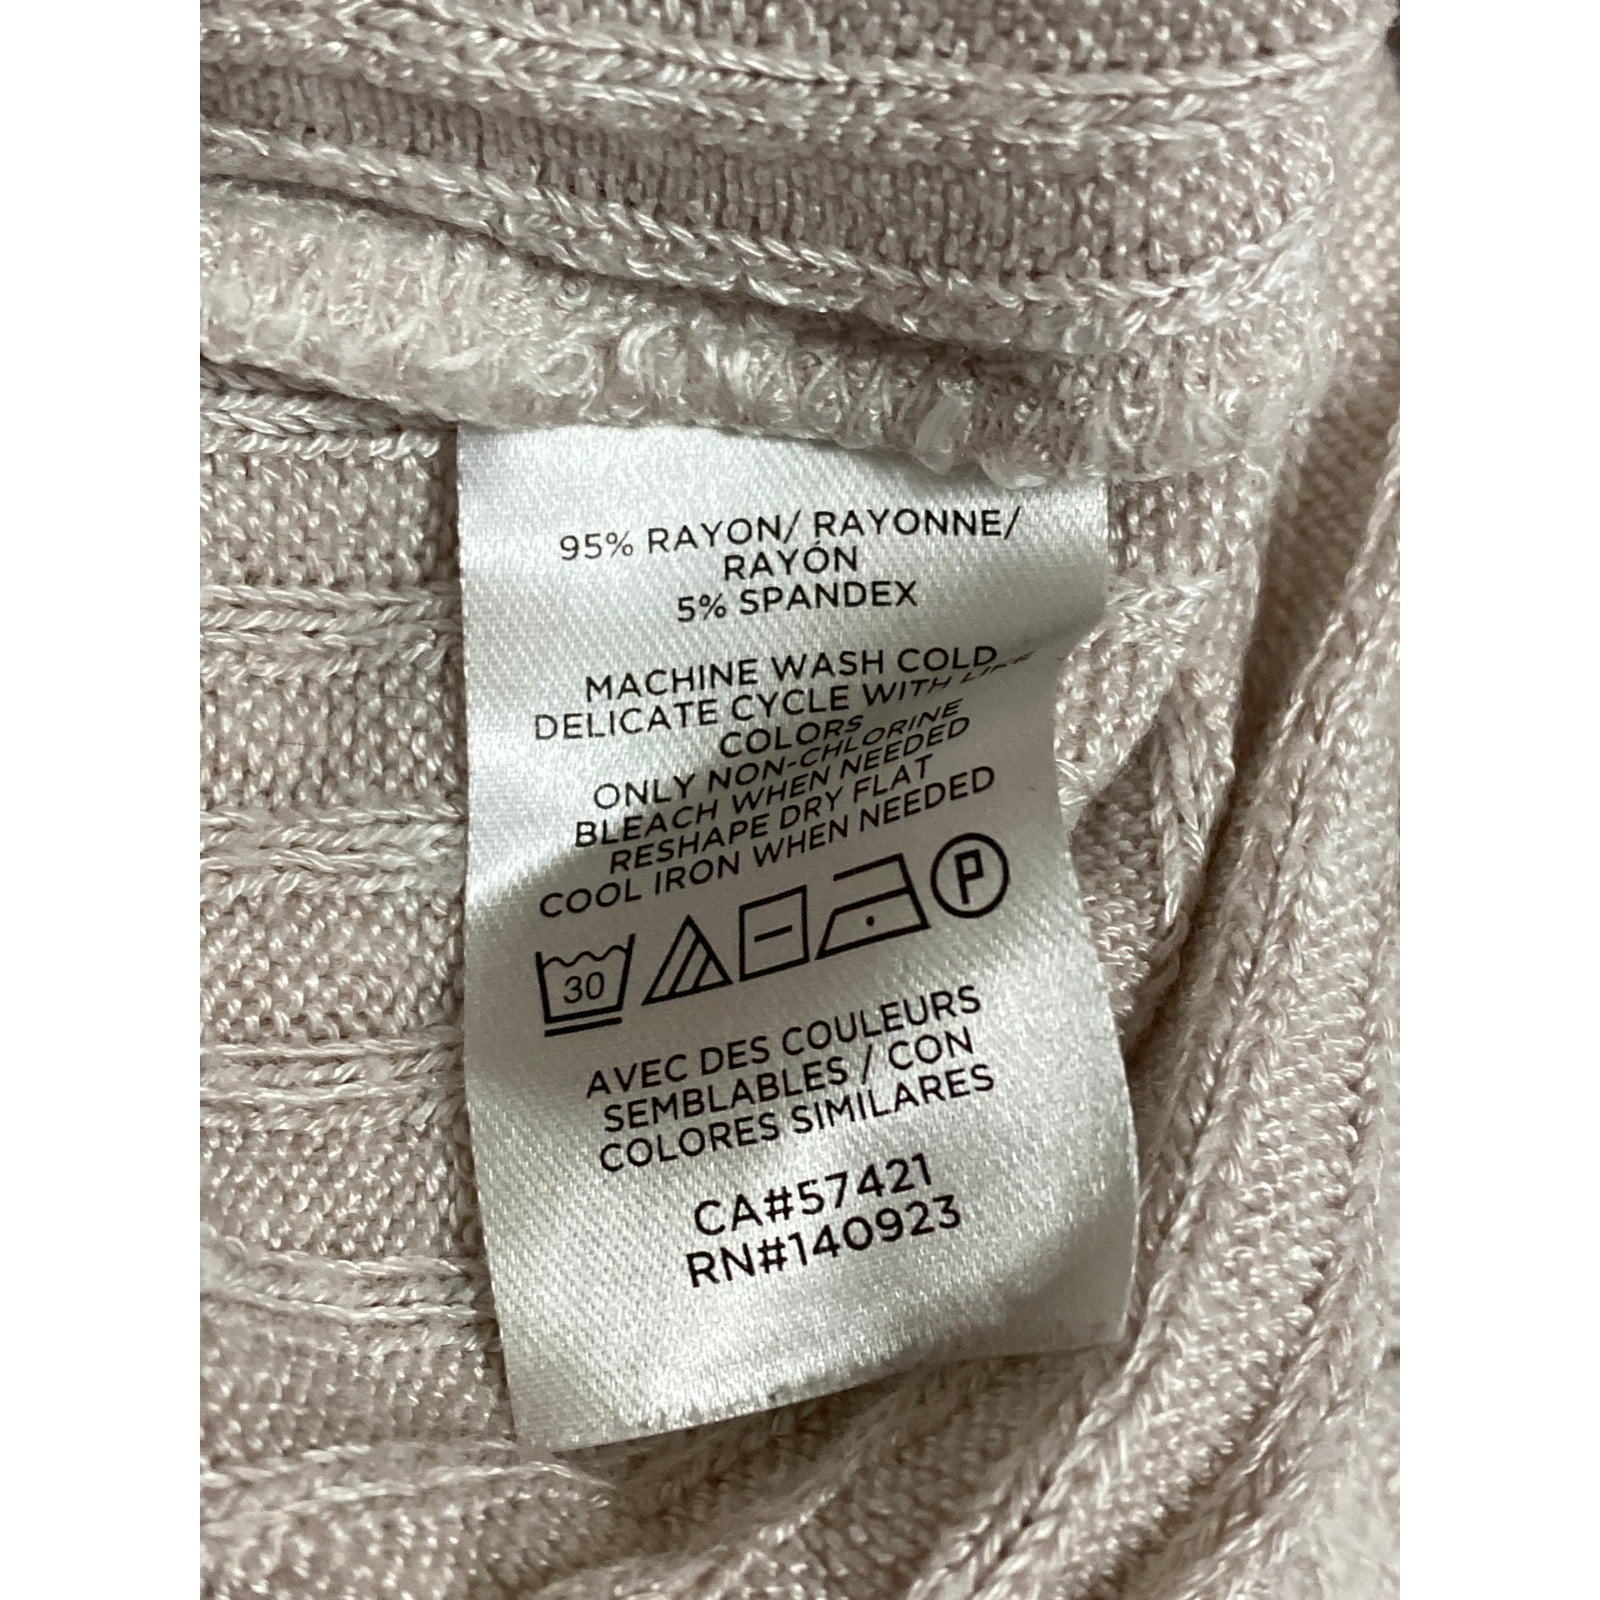 95% RAYON/ RAYONNE/
RAYÓN
5% SPANDEX
MACHINE WASH COLD
DELICATE CYCLE WITH LIKE
COLORS
ONLY NON-CHLORINE
BLEACH WHEN NEEDED
RESHAPE DRY FLAT
COOL IRON WHEN NEEDED
30 P
AVEC DES COULEURS
SEMBLABLES / CON
COLORES SIMILARES
CA#57421
RN#140923